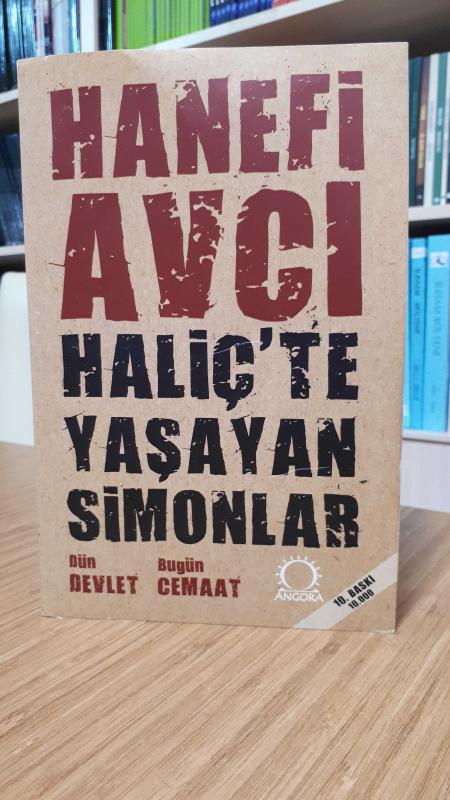 HANEFİ
AVCI
HALİÇ'TE
YAŞAYAN
SİMONLAR
Dün
DEVLET
Bugün
CEMAAT
ANGORA
10. BASKI
10.000